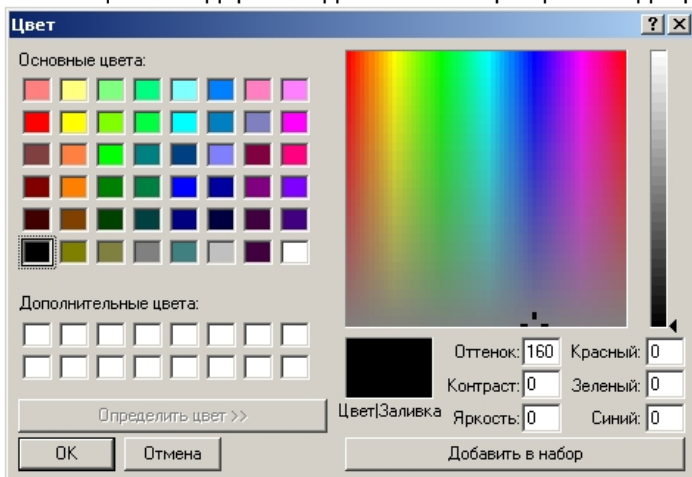 Цвет
Основные цвета:
Дополнительные цвета:
Определить цвет >>
ОК
Отмена
Цвет|Заливка
Оттенок: 160
Контраст: 0
Яркость: 0
Красный: 0
Зеленый: 0
Синий: 0
Добавить в набор